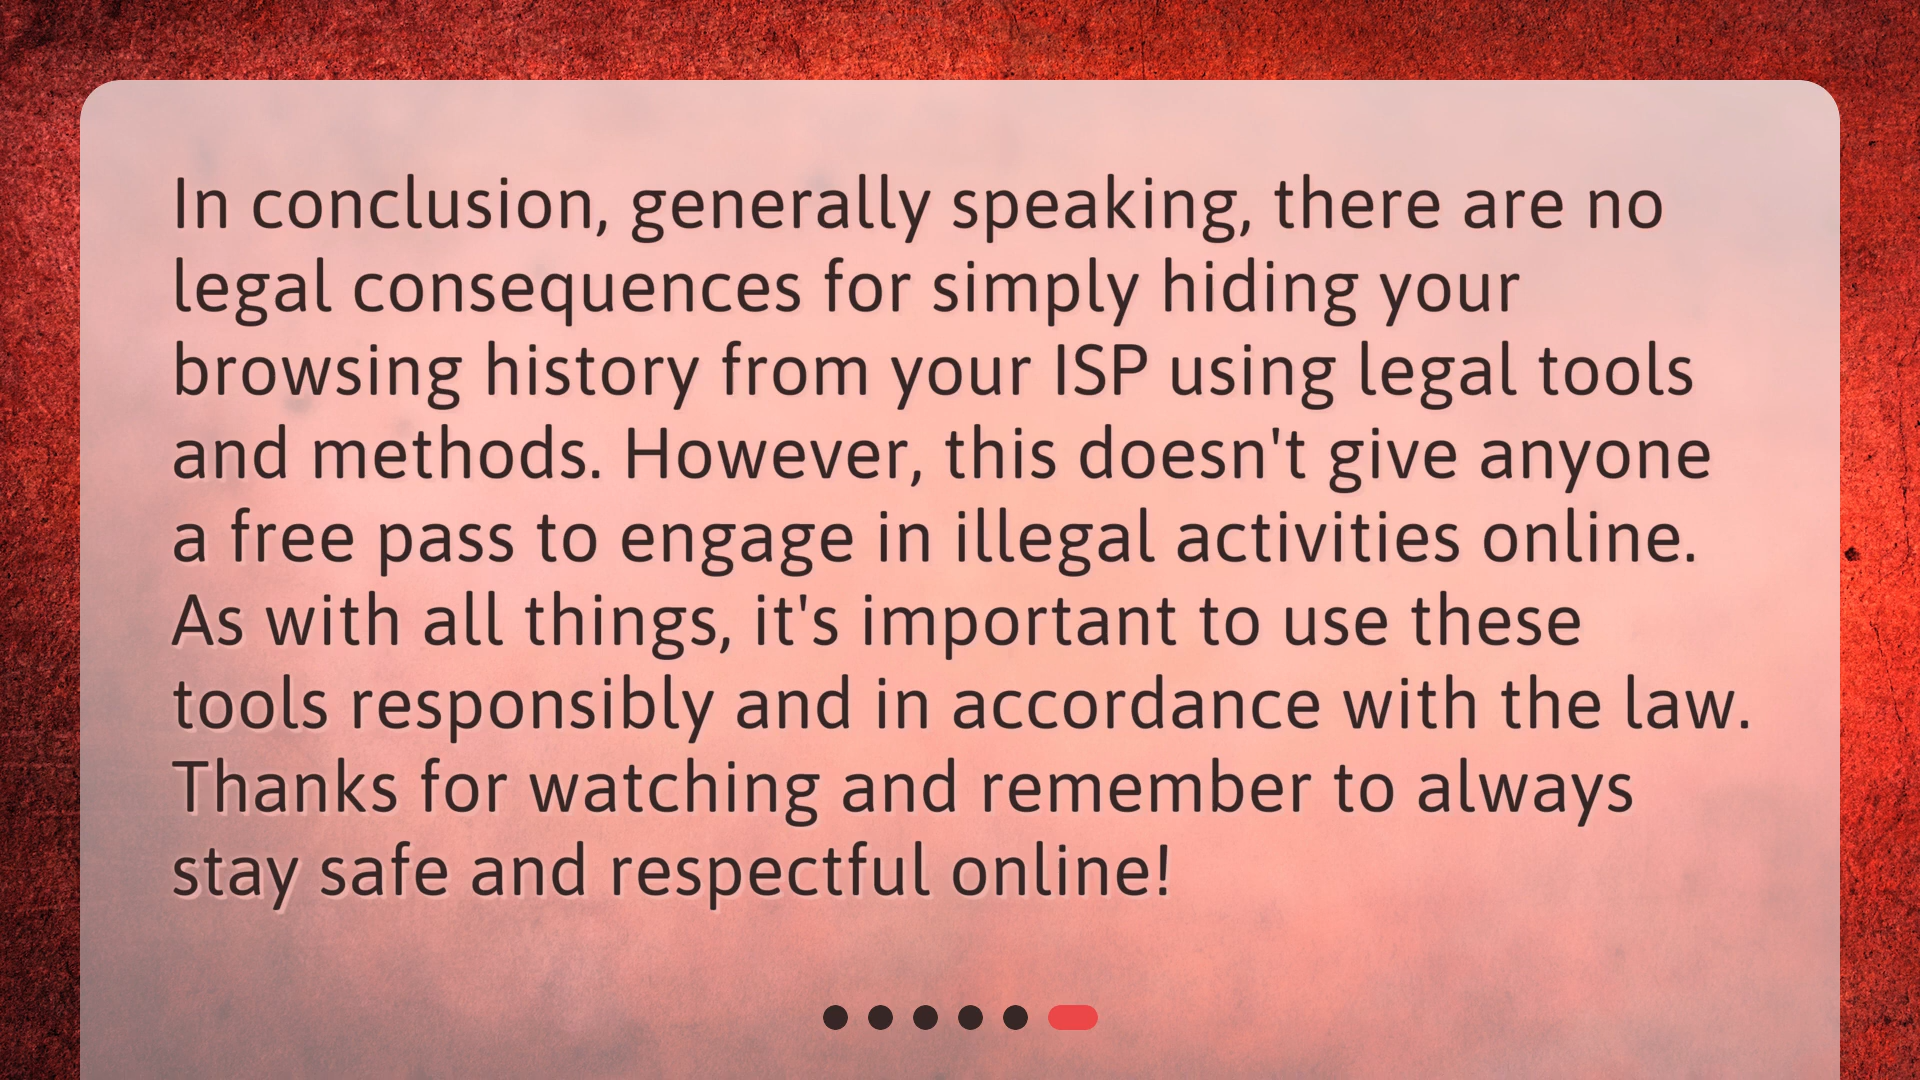 In conclusion, generally speaking, there are no
legal consequences for simply hiding your
browsing history from your ISP using legal tools
and methods. However, this doesn't give anyone
a free pass to engage in illegal activities online.
As with all things, it's important to use these
tools responsibly and in accordance with the law.
Thanks for watching and remember to always
stay safe and respectful online!